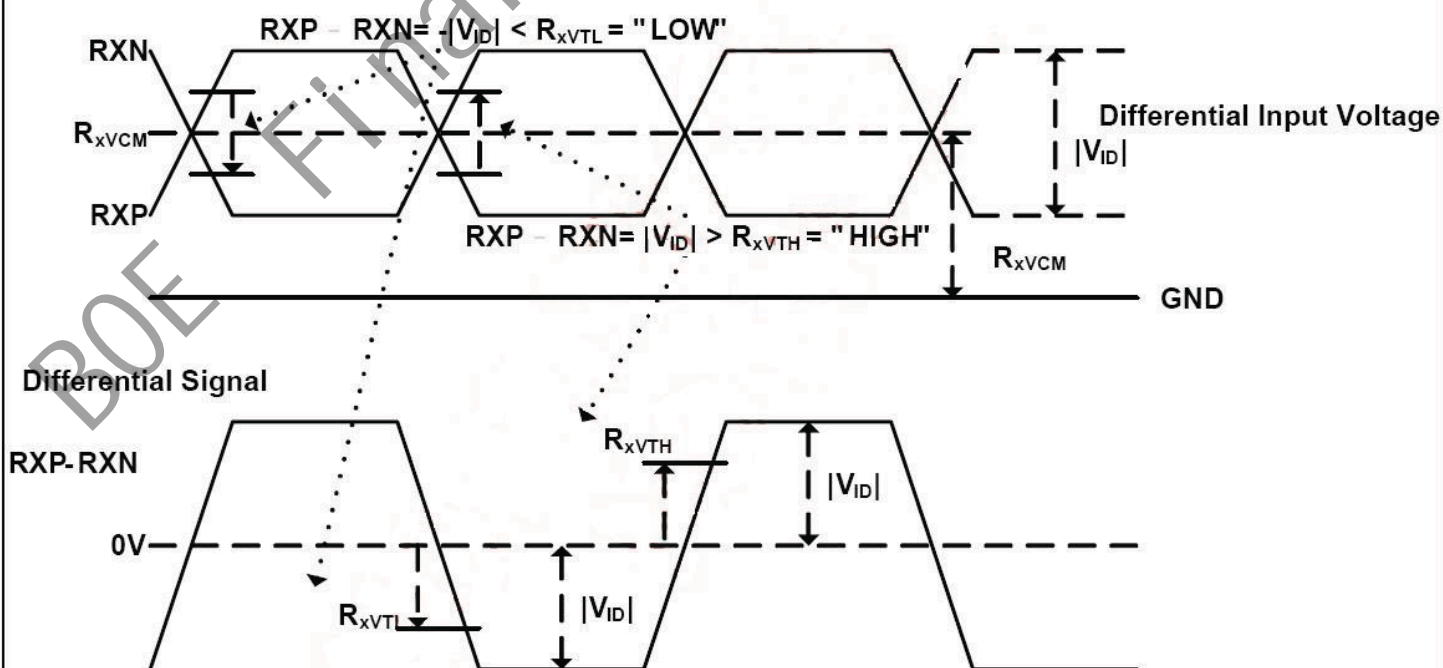 RXP - RXN= -|VID| < RxVTL = "LOW"
RXN
RxVCM
RXP
Differential Input Voltage
|VID|
RXP - RXN= |VID| > RxVTH = "HIGH"
RxVCM
GND
BOE Final
Differential Signal
RXP-RXN
RxVTH
|VID|
0V
RxVTL
|VID|